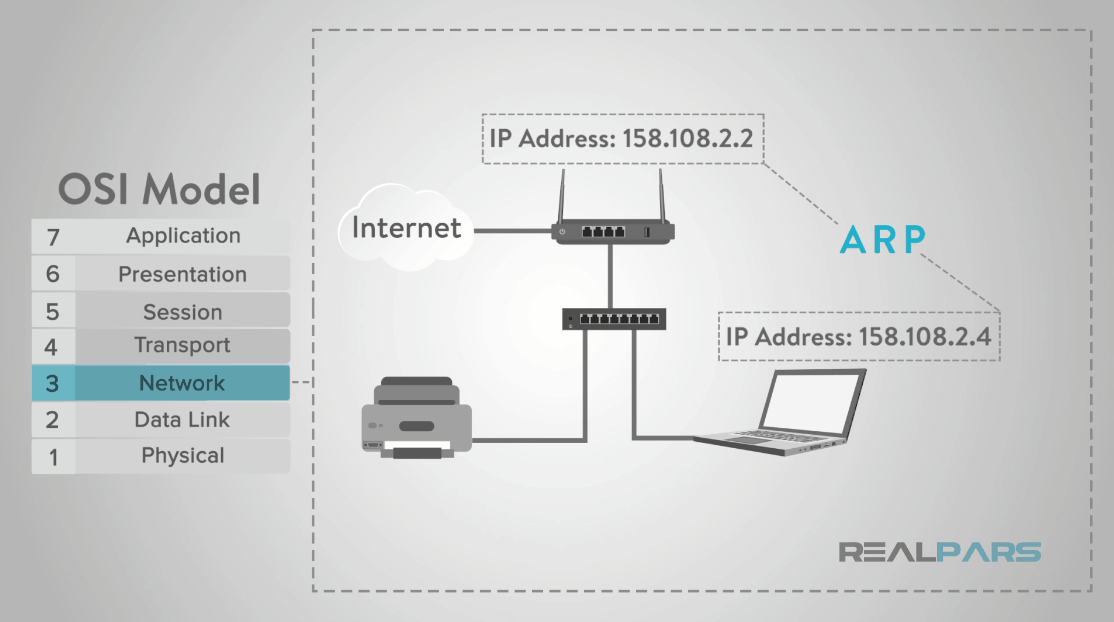 OSI Model
7 Application
6 Presentation
5 Session
4 Transport
3 Network
2 Data Link
1 Physical
IP Address: 158.108.2.2
Internet
ARP
IP Address: 158.108.2.4
REALPARS